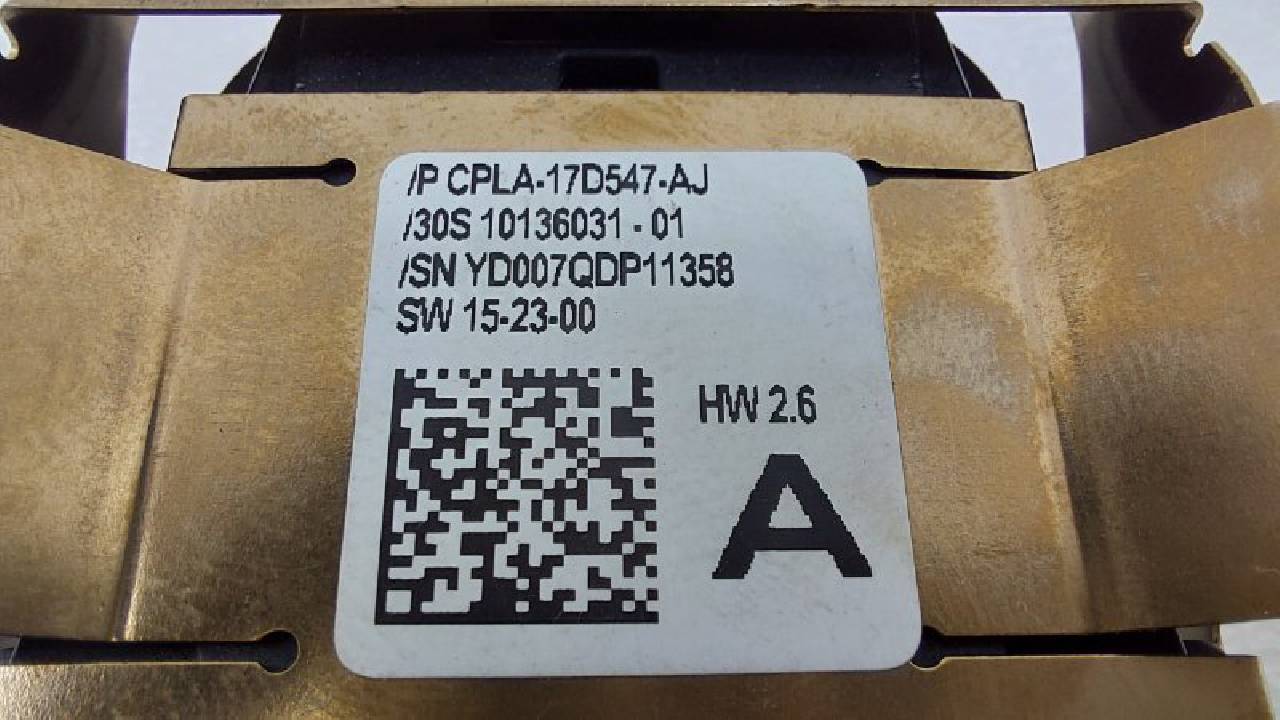 /P CPLA-17D547-AJ
/30S 10136031 - 01
/SN YD007QDP11358
SW 15-23-00
HW 2.6
A